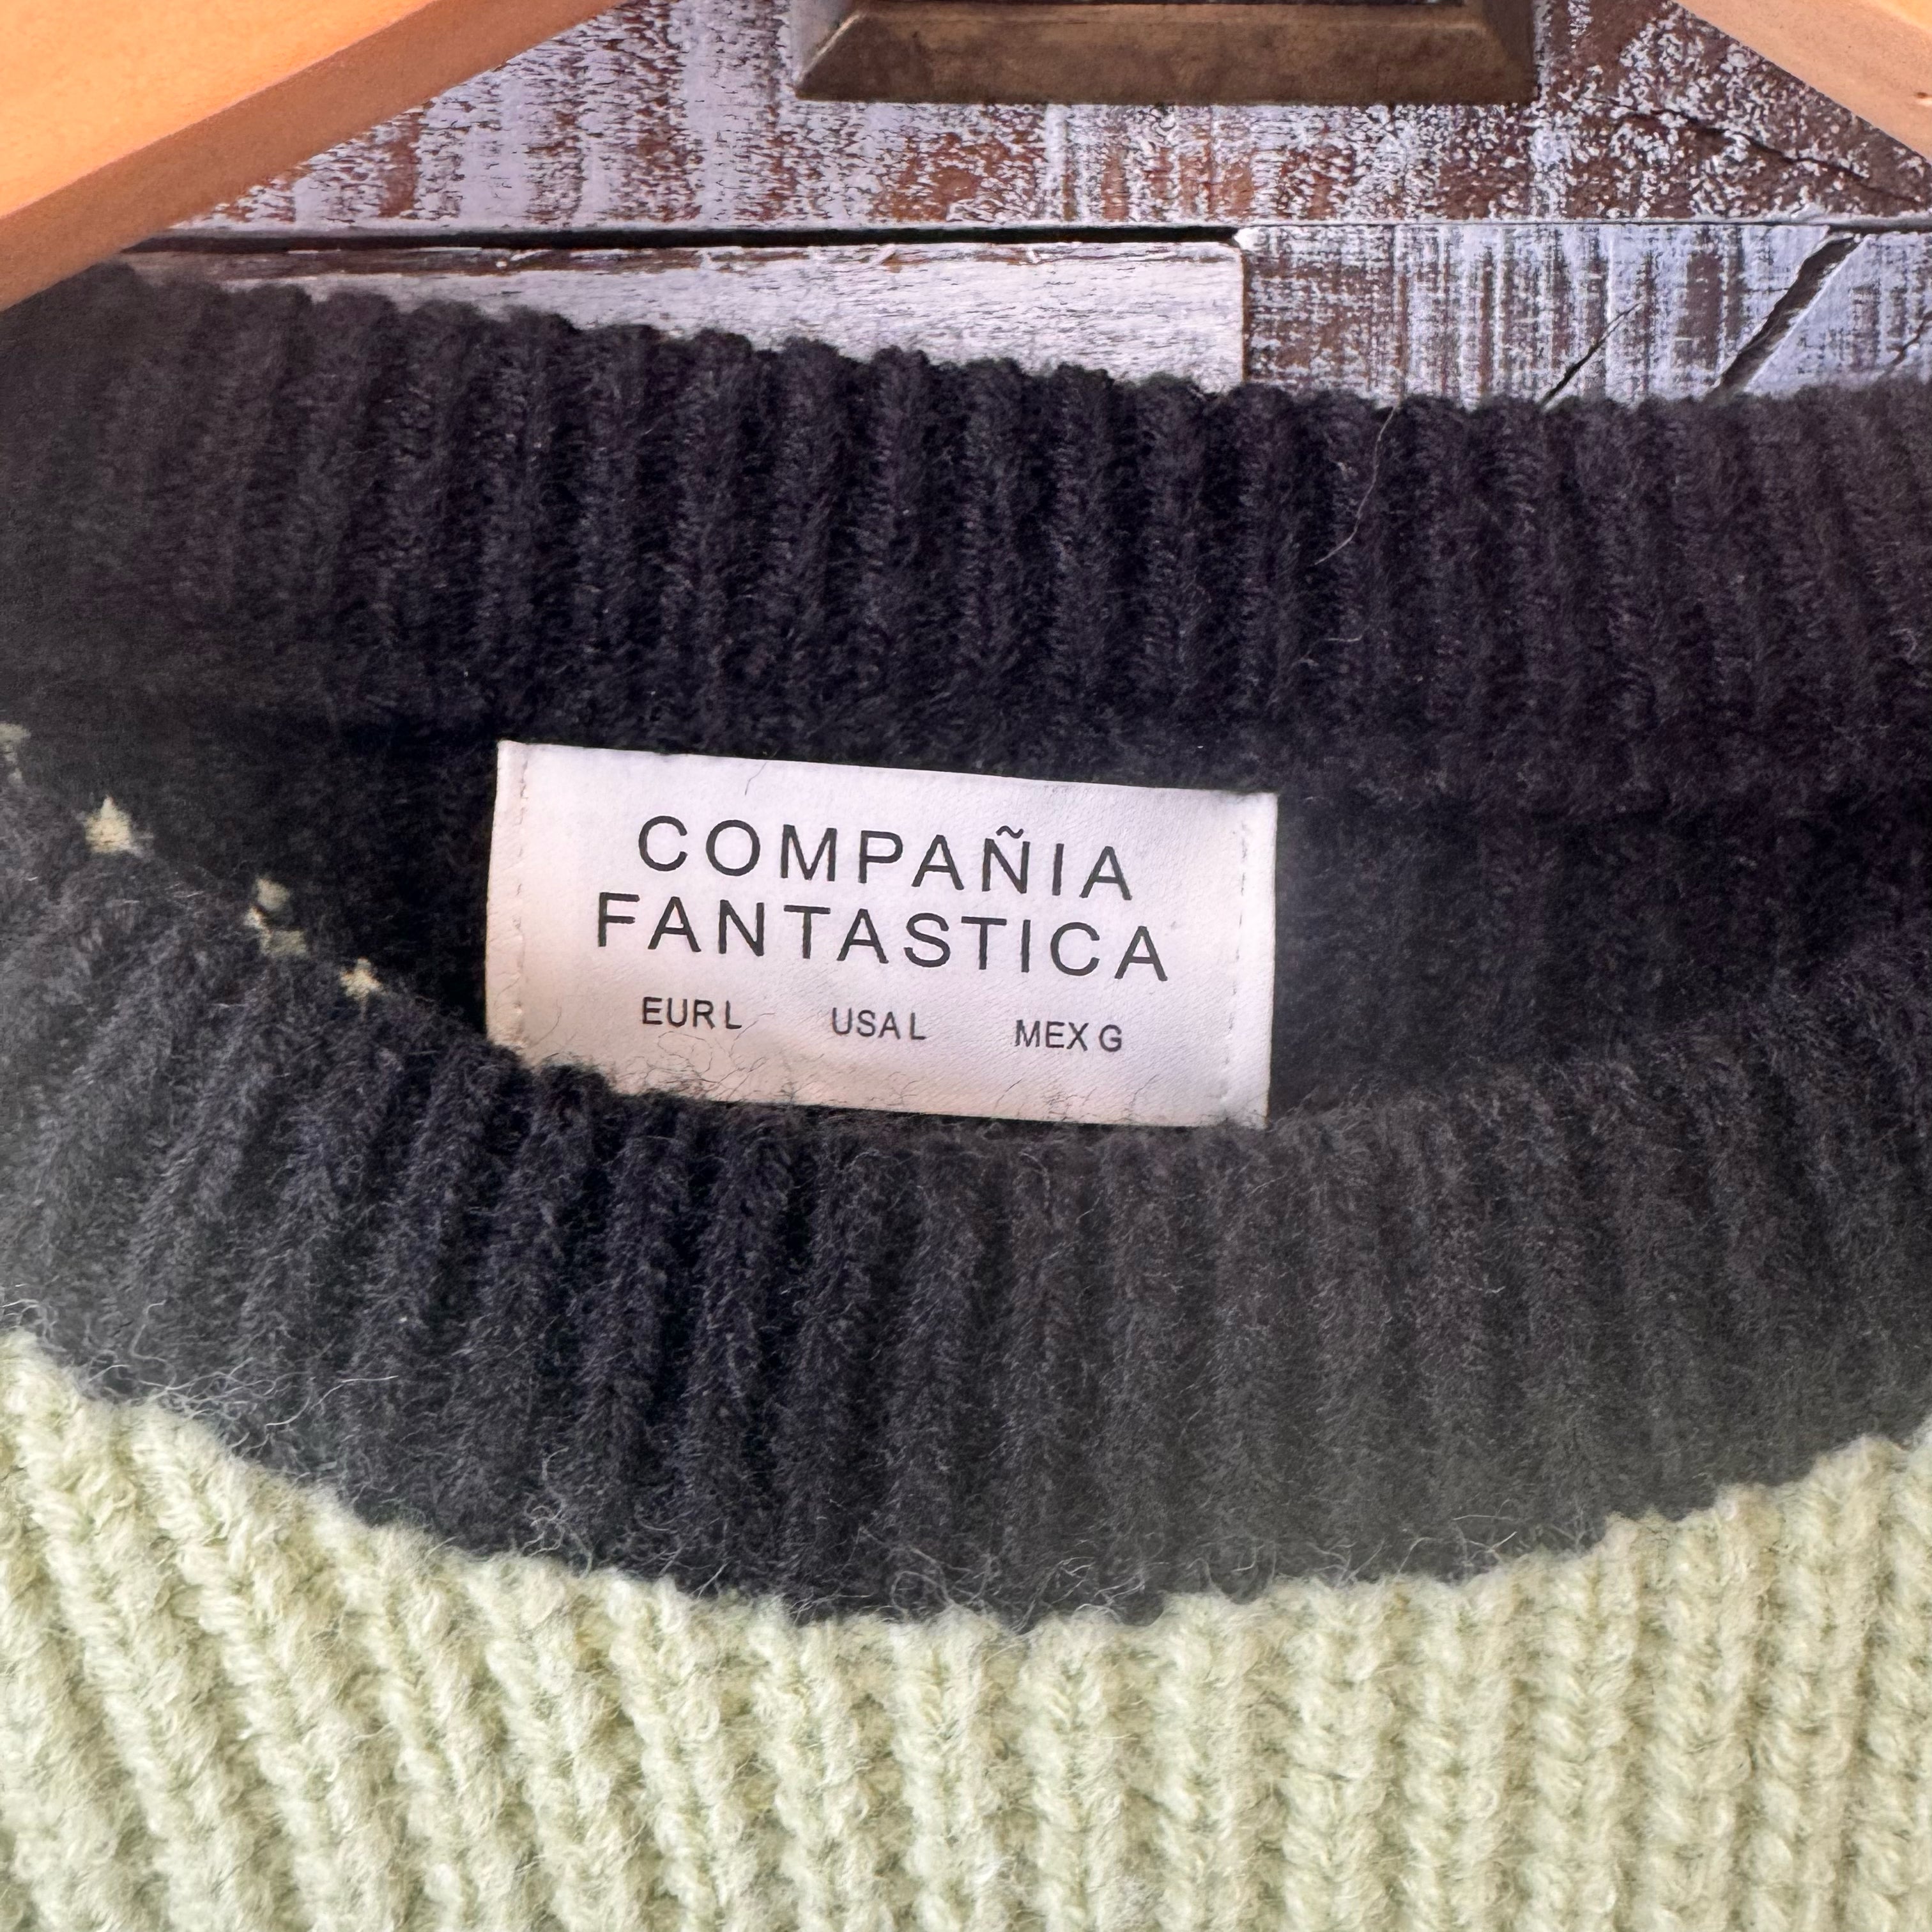 COMPAÑIA
FANTASTICA
EUR L USA L MEX G